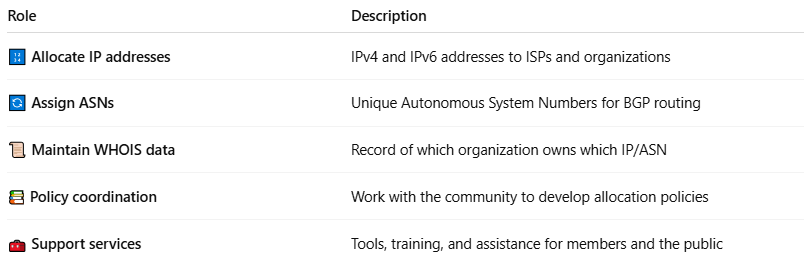 Role Description
🔢 Allocate IP addresses IPv4 and IPv6 addresses to ISPs and organizations
🔄 Assign ASNs Unique Autonomous System Numbers for BGP routing
📜 Maintain WHOIS data Record of which organization owns which IP/ASN
📚 Policy coordination Work with the community to develop allocation policies
🧰 Support services Tools, training, and assistance for members and the public